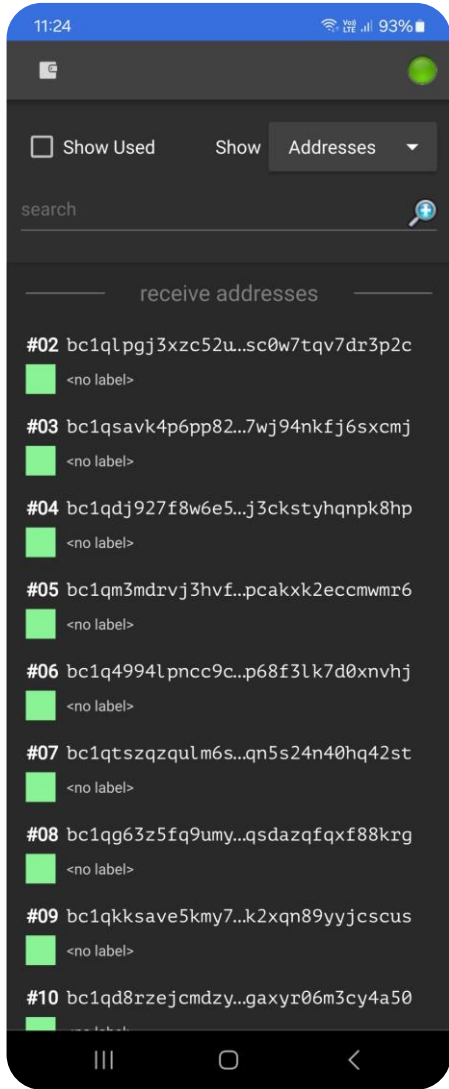 11:24
Vo)) LTE 93%
Show Used Show Addresses
search
receive addresses
#02 bc1qlpgj3xzc52u…sc0w7tqv7dr3p2c
<no label>
#03 bc1qsavk4p6pp82…7wj94nkfj6sxcmj
<no label>
#04 bc1qdj927f8w6e5…j3ckstyhqnpk8hp
<no label>
#05 bc1qm3mdrvj3hvf…pcakxk2eccmwmr6
<no label>
#06 bc1q4994lpncc9c…p68f3lk7d0xnvhj
<no label>
#07 bc1qtszqzqulm6s…qn5s24n40hq42st
<no label>
#08 bc1qg63z5fq9umy…qsdazqfqxf88krg
<no label>
#09 bc1qkksave5kmy7…k2xqn89yyjcscus
<no label>
#10 bc1qd8rzejcmdzy…gaxyr06m3cy4a50